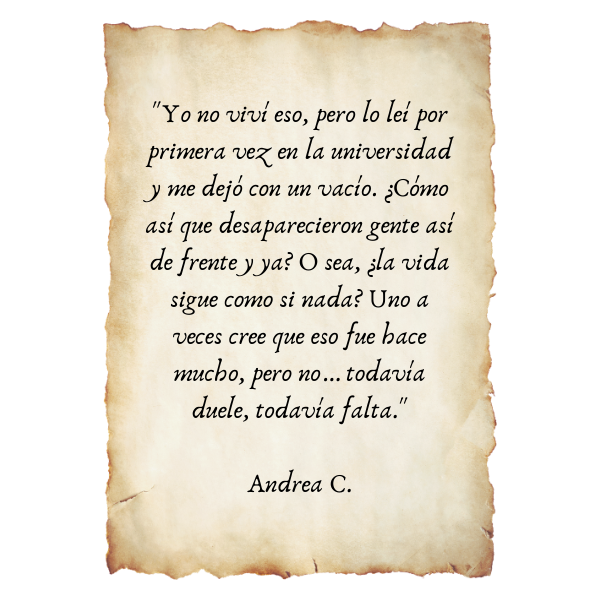 "Yo no viví eso, pero lo leí por
primera vez en la universidad
y me dejó con un vacío. ¿Cómo
así que desaparecieron gente así
de frente y ya? O sea, ¿la vida
sigue como si nada? Uno a
veces cree que eso fue hace
mucho, pero no... todavía
duele, todavía falta."
Andrea C.